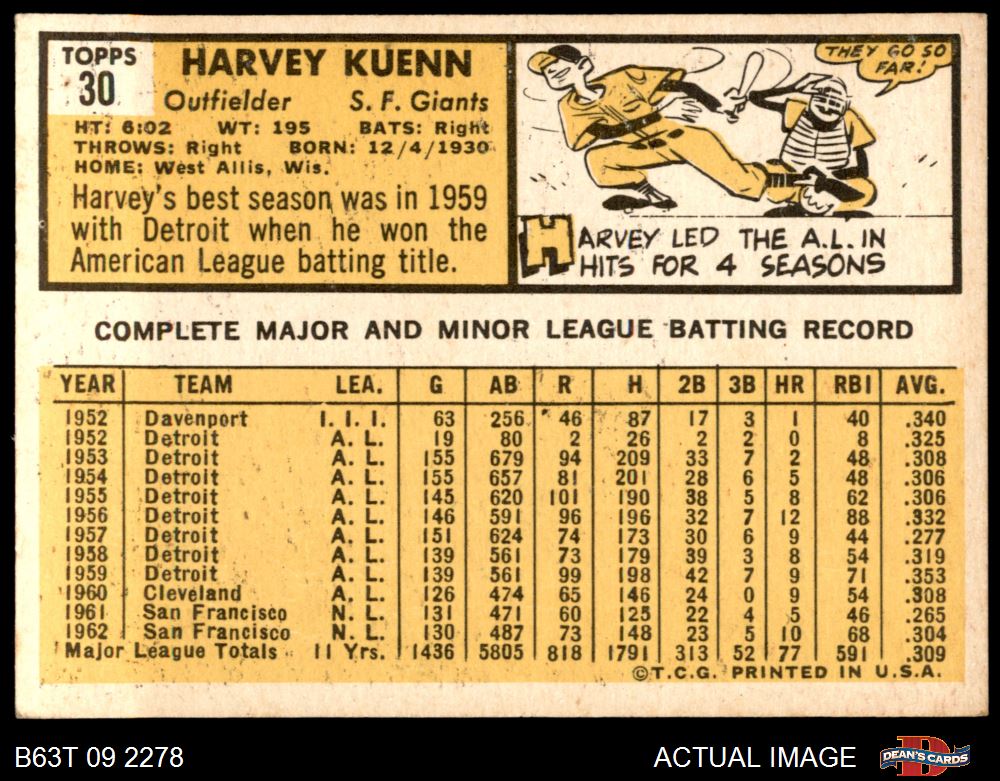 TOPPS
30
HARVEY KUENN
Outfielder S. F. Giants
HT: 6:02 WT: 195 BATS: Right
THROWS: Right BORN: 12/4/1930
HOME: West Allis, Wis.
Harvey's best season was in 1959
with Detroit when he won the
American League batting title.
THEY GO SO
FAR!
HARVEY LED THE A.L. IN
HITS FOR 4 SEASONS
COMPLETE MAJOR AND MINOR LEAGUE BATTING RECORD
YEAR TEAM LEA. G AB R H 2B 3B HR RBI AVG.
1952 Davenport I. I. I. 63 256 46 87 17 3 1 40 .340
1952 Detroit A. L. 19 80 2 26 2 2 0 8 .325
1953 Detroit A. L. 155 679 94 209 33 7 2 48 .308
1954 Detroit A. L. 155 657 81 201 28 6 5 48 .306
1955 Detroit A. L. 145 620 101 190 38 5 8 62 .306
1956 Detroit A. L. 146 591 96 196 32 7 12 88 .332
1957 Detroit A. L. 151 624 74 173 30 6 9 44 .277
1958 Detroit A. L. 139 561 73 179 39 3 8 54 .319
1959 Detroit A. L. 139 561 99 198 42 7 9 71 .353
1960 Cleveland A. L. 126 474 65 146 24 0 9 54 .308
1961 San Francisco N. L. 131 471 60 125 22 4 5 46 .265
1962 San Francisco N. L. 130 487 73 148 23 5 10 68 .304
Major League Totals 11 Yrs. 1436 5805 818 1791 313 52 77 591 .309
©T.C.G. PRINTED IN U.S.A.
B63T 09 2278 ACTUAL IMAGE D DEAN'S CARDS